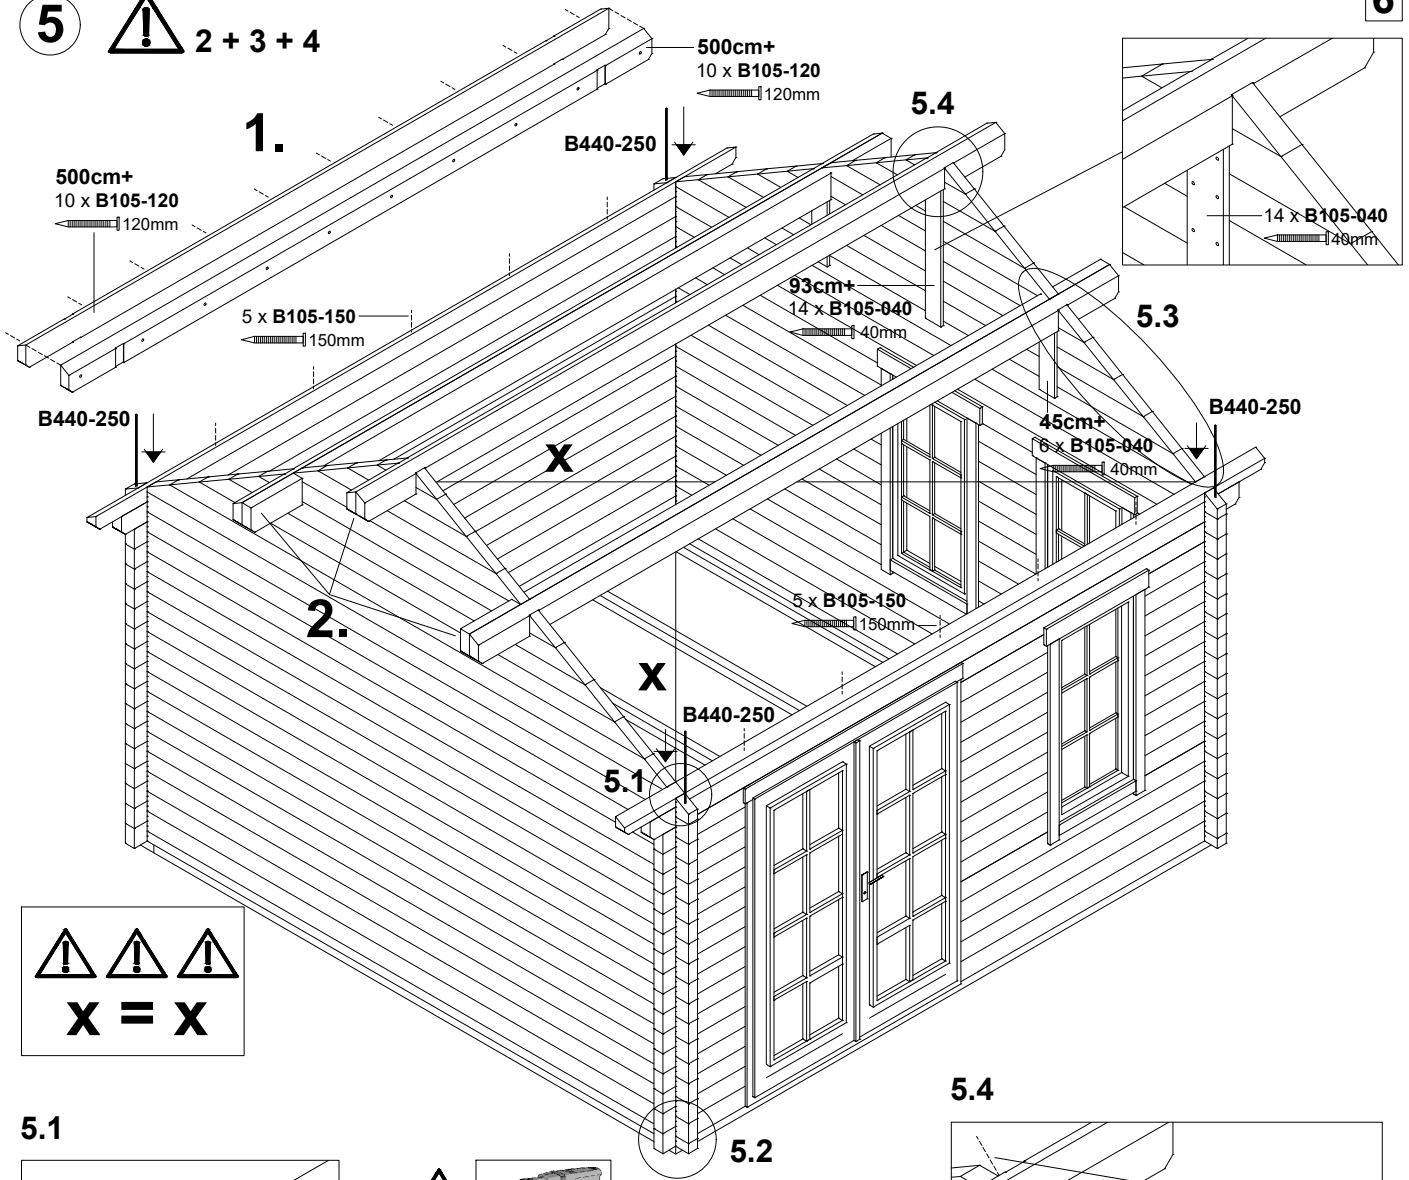 5
2 + 3 + 4
6
1.
500cm+
10 x B105-120
120mm
500cm+
10 x B105-120
120mm
B440-250
5.4
14 x B105-040
40mm
5 x B105-150
150mm
93cm+
14 x B105-040
40mm
5.3
B440-250
B440-250
45cm+
6 x B105-040
40mm
x
2.
5 x B105-150
150mm
x
B440-250
5.1
x = x
5.4
5.1
5.2